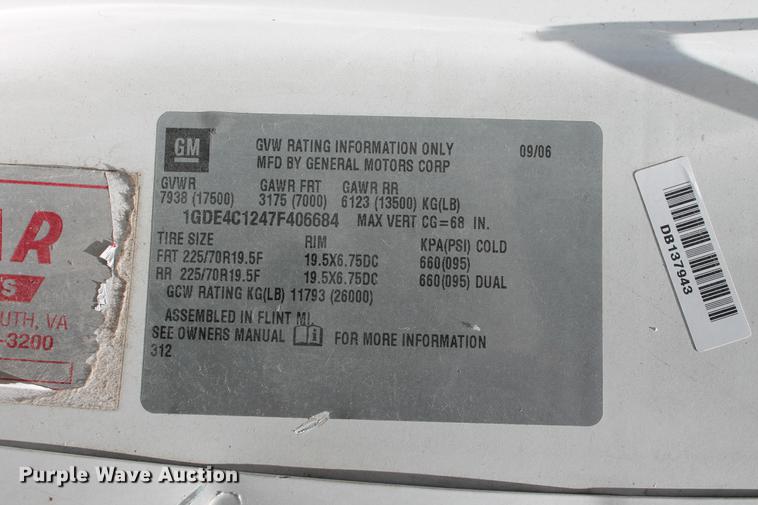 GM
GVW RATING INFORMATION ONLY 09/06
MFD BY GENERAL MOTORS CORP
GVWR GAWR FRT GAWR RR
7938 (17500) 3175 (7000) 6123 (13500) KG(LB)
1GDE4C1247F406684 MAX VERT CG=68 IN.
TIRE SIZE RIM KPA(PSI) COLD
FRT 225/70R19.5F 19.5X6.75DC 660(095)
RR 225/70R19.5F 19.5X6.75DC 660(095) DUAL
GCW RATING KG(LB) 11793 (26000)
ASSEMBLED IN FLINT MI.
SEE OWNERS MANUAL i FOR MORE INFORMATION
312
AR
S
UTH, VA
-3200
DB137943
Purple Wave Auction